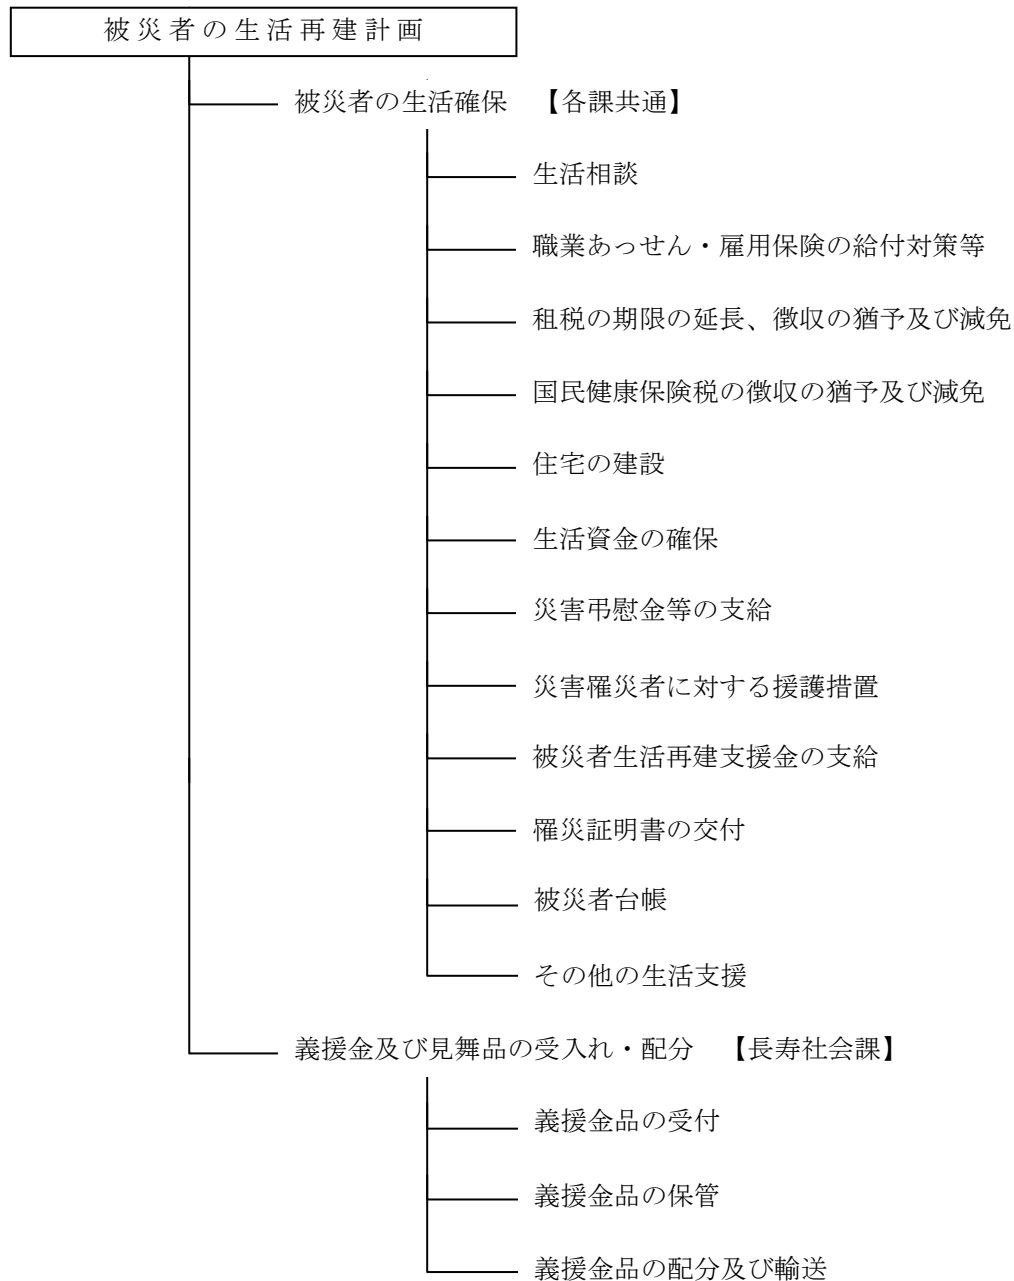 被災者の生活再建計画
被災者の生活確保　【各課共通】
生活相談
職業あっせん・雇用保険の給付対策等
租税の期限の延長、徴収の猶予及び減免
国民健康保険税の徴収の猶予及び減免
住宅の建設
生活資金の確保
災害弔慰金等の支給
災害罹災者に対する援護措置
被災者生活再建支援金の支給
罹災証明書の交付
被災者台帳
その他の生活支援
義援金及び見舞品の受入れ・配分　【長寿社会課】
義援金品の受付
義援金品の保管
義援金品の配分及び輸送